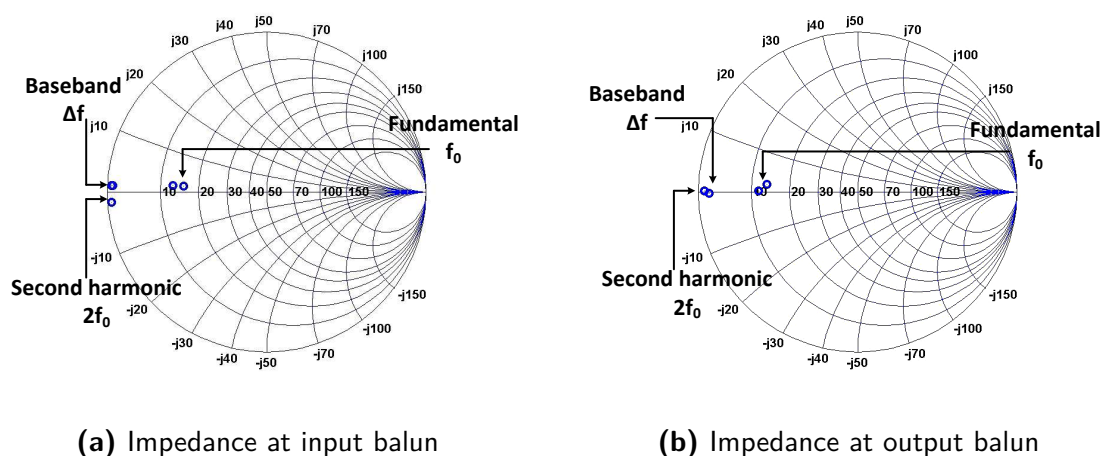 j50
j40
j70
j30
j100
j20
j150
Baseband
Δf
j10
Fundamental
f0
10 20 30 40 50 70 100 150
-j10
Second harmonic
2f0
-j20
-j150
-j30
-j100
-j40
-j70
-j50
(a) Impedance at input balun
j50
j40
j70
j30
j100
j20
j150
Baseband
Δf
j10
Fundamental
f0
10 20 30 40 50 70 100 150
-j10
Second harmonic
2f0
-j20
-j150
-j30
-j100
-j40
-j70
-j50
(b) Impedance at output balun